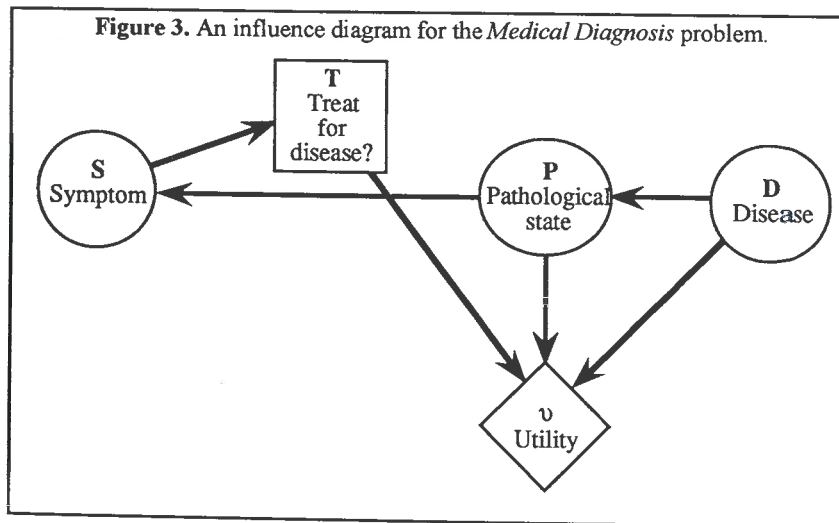 Figure 3. An influence diagram for the Medical Diagnosis problem.
T
Treat
for
disease?
S
Symptom
P
Pathological
state
D
Disease
υ
Utility